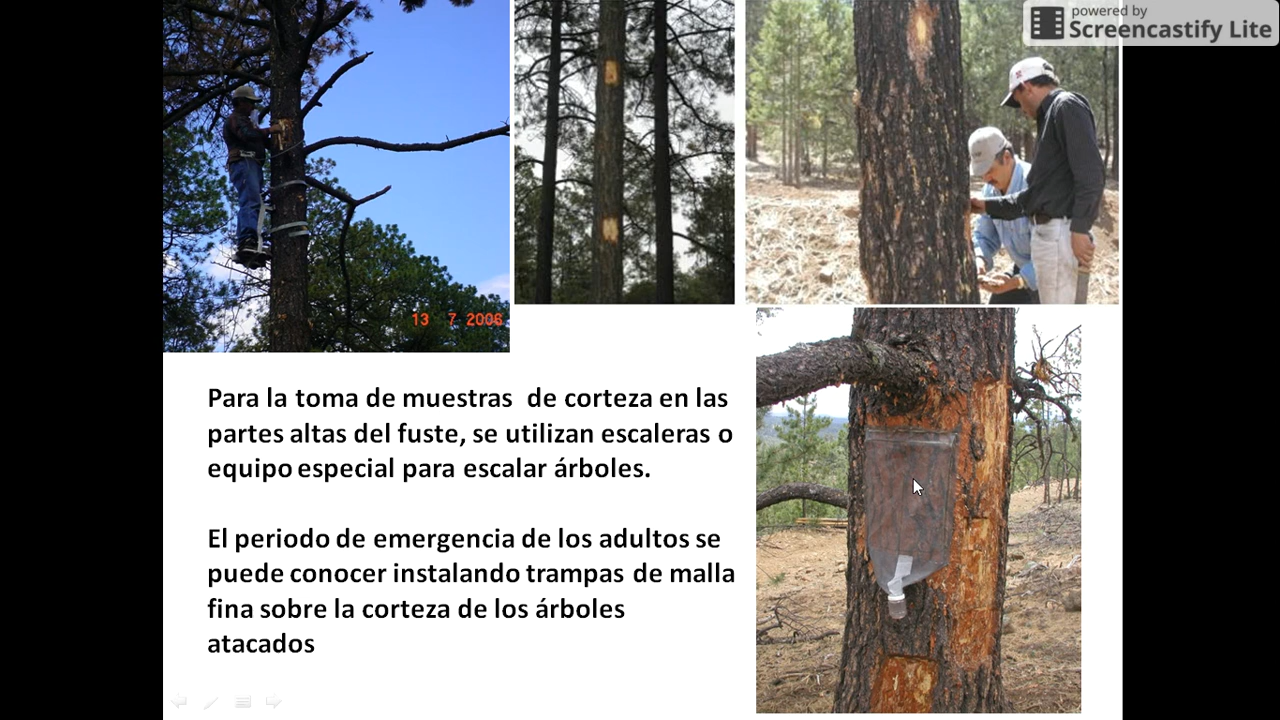 powered by
Screencastify Lite
13 7 2006
Para la toma de muestras de corteza en las
partes altas del fuste, se utilizan escaleras o
equipo especial para escalar árboles.
El periodo de emergencia de los adultos se
puede conocer instalando trampas de malla
fina sobre la corteza de los árboles
atacados